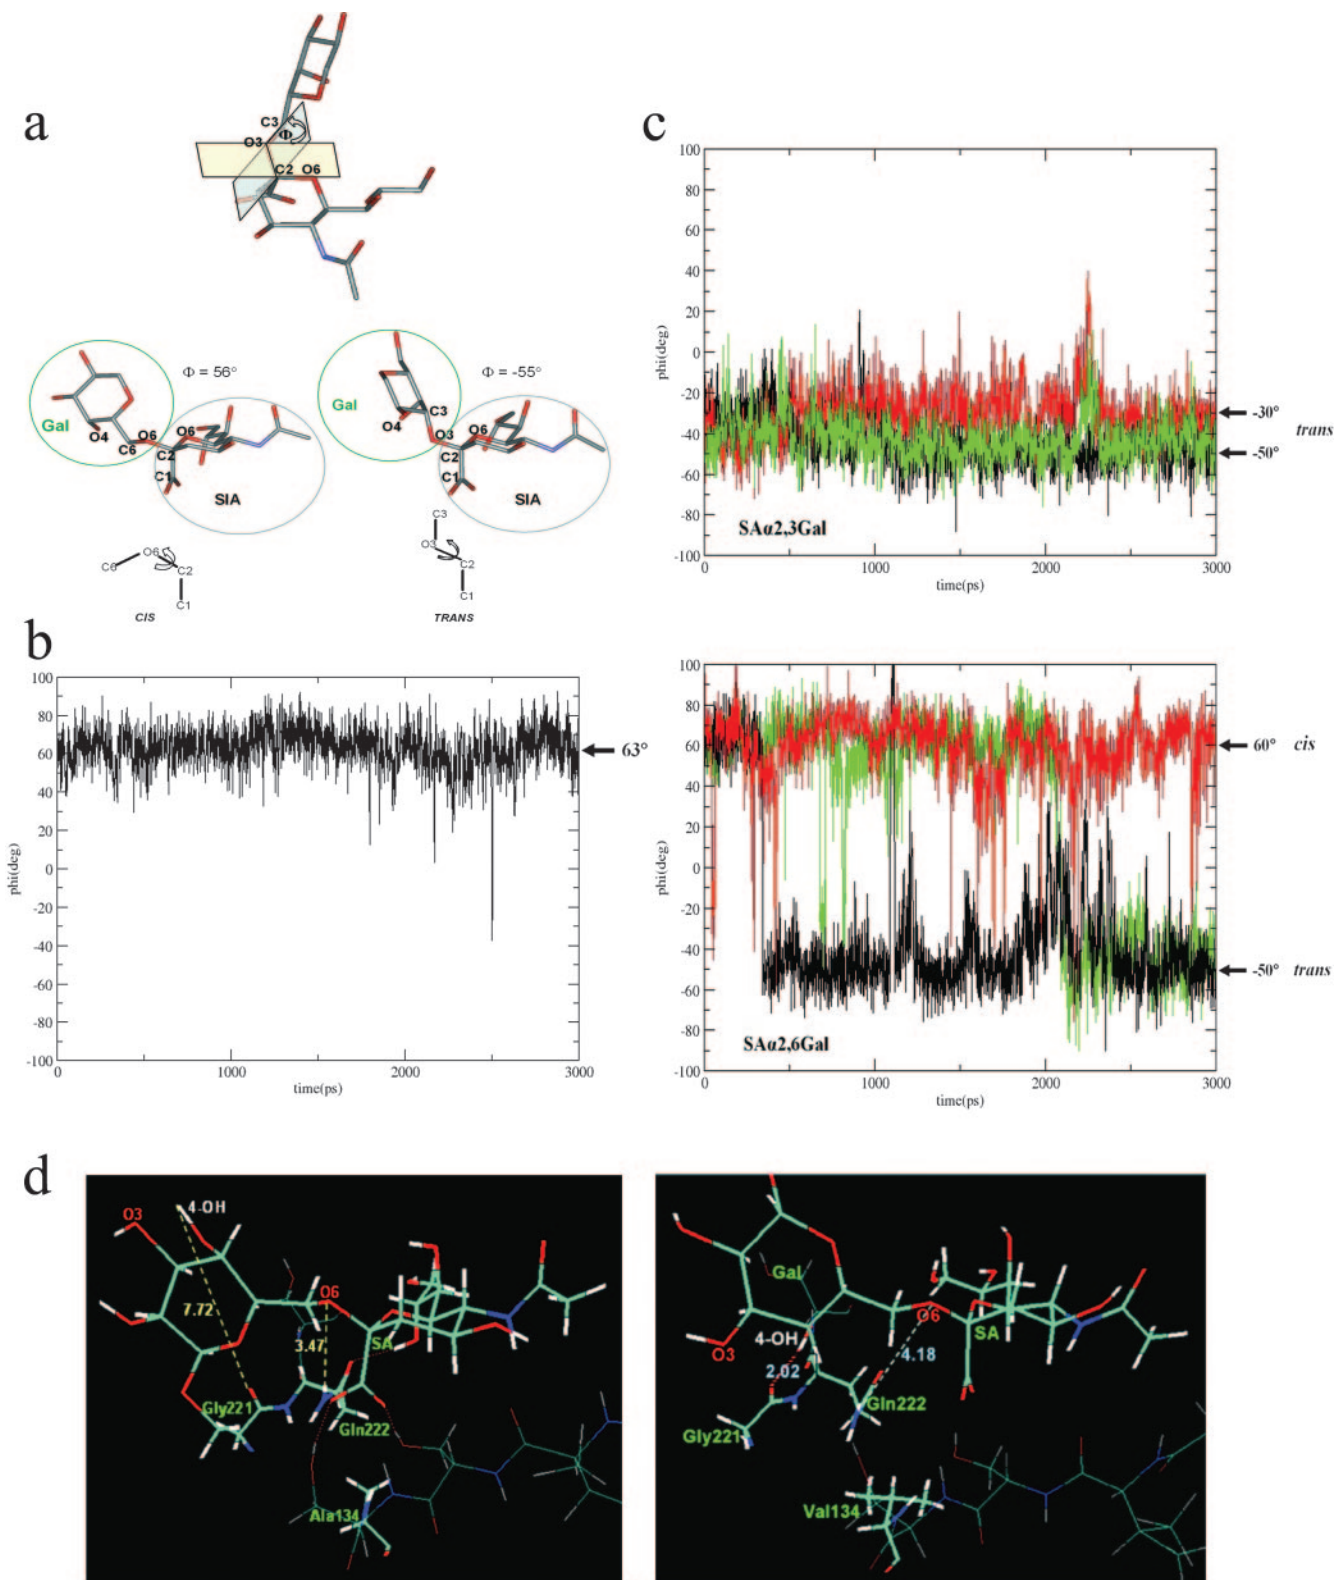 a
C3
Φ
O3
C2 O6
Φ = 56°
Gal
O4
C6
O6
O6
C2
C1
SIA
Φ = -55°
Gal
C3
O4
O3
O6
C2
C1
SIA
O6
C6
C2
C1
CIS
C3
O3
C2
C1
TRANS
b
100
80
60
40
20
0
-20
-40
-60
-80
-100
phi(deg)
63°
0
1000
2000
3000
time(ps)
c
100
80
60
40
20
0
-20
-40
-60
-80
-100
phi(deg)
-30°
trans
-50°
SAα2,3Gal
0
1000
2000
3000
time(ps)
100
80
60
40
20
0
-20
-40
-60
-80
-100
phi(deg)
60° cis
-50° trans
SAα2,6Gal
0
1000
2000
3000
time(ps)
d
O3
4-OH
7.72
O6
3.47
SA
Gly221
Gln222
Ala134
Gal
4-OH
O3
2.02
O6
SA
4.18
Gln222
Gly221
Val134